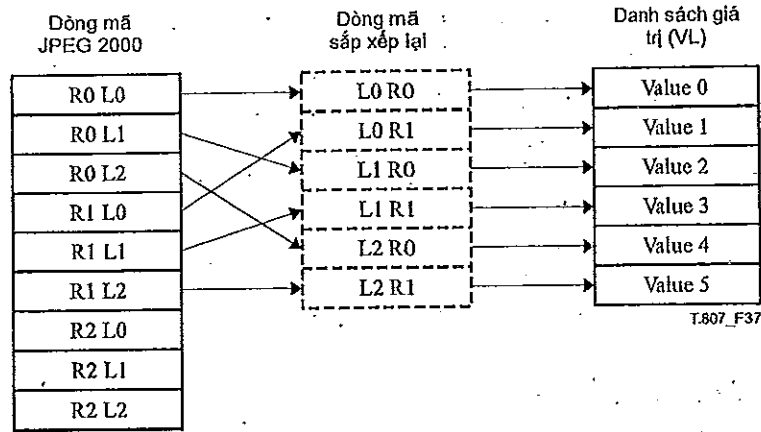 Dòng mã
JPEG 2000
R0 L0
R0 L1
R0 L2
R1 L0
R1 L1
R1 L2
R2 L0
R2 L1
R2 L2
Dòng mã
sắp xếp lại
L0 R0
L0 R1
L1 R0
L1 R1
L2 R0
L2 R1
Danh sách giá
trị (VL)
Value 0
Value 1
Value 2
Value 3
Value 4
Value 5
T.807_F37